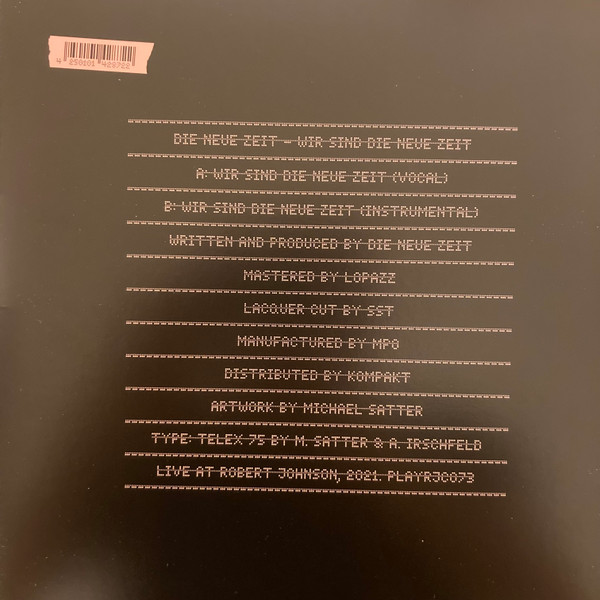 DIE NEUE ZEIT - WIR SIND DIE NEUE ZEIT
A: WIR SIND DIE NEUE ZEIT (VOCAL)
B: WIR SIND DIE NEUE ZEIT (INSTRUMENTAL)
WRITTEN AND PRODUCED BY DIE NEUE ZEIT
MASTERED BY LOPAZZ
LACQUER CUT BY SST
MANUFACTURED BY MPO
DISTRIBUTED BY KOMPAKT
ARTWORK BY MICHAEL SATTER
TYPE: TELEX 75 BY M. SATTER & A. IRSCHFELD
LIVE AT ROBERT JOHNSON, 2021. PLAYRJC073